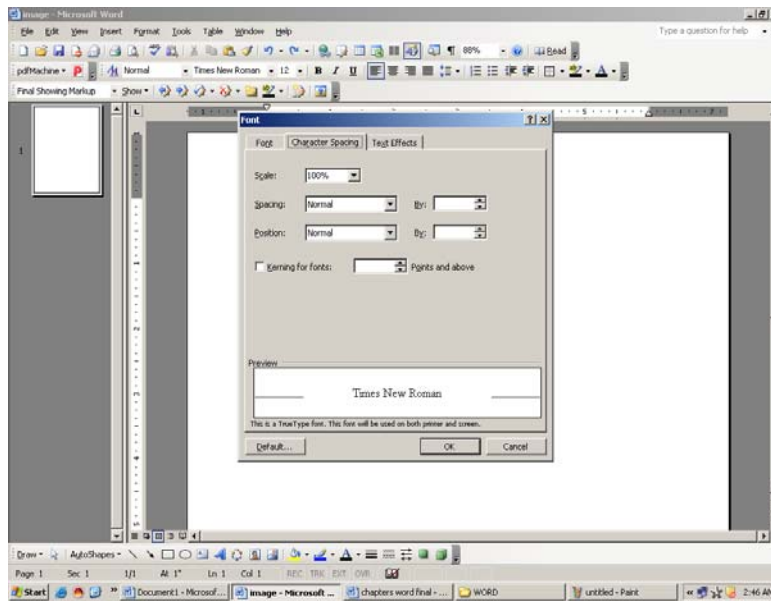 image - Microsoft Word
File Edit View Insert Format Tools Table Window Help Type a question for help
88% Read
pdfMachine Normal Times New Roman 12 B I U
Final Showing Markup Show
1
Font
Font Character Spacing Text Effects
Scale: 100%
Spacing: Normal By:
Position: Normal By:
Kerning for fonts: Points and above
Preview
Times New Roman
This is a TrueType font. This font will be used on both printer and screen.
Default... OK Cancel
Draw AutoShapes
Page 1 Sec 1 1/1 At 1" Ln 1 Col 1 REC TRK EXT OVR
Start Document1 - Microsof... image - Microsoft ... chapters word final - ... WORD untitled - Paint 2:46 AM